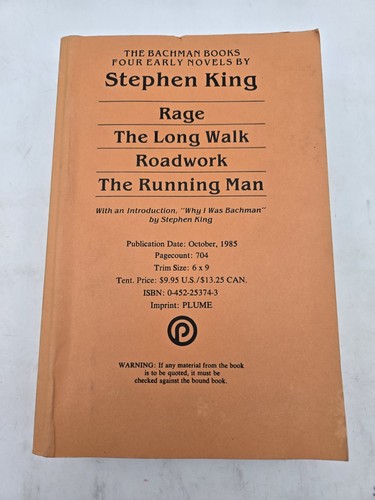 THE BACHMAN BOOKS
FOUR EARLY NOVELS BY
Stephen King
Rage
The Long Walk
Roadwork
The Running Man
With an Introduction, "Why I Was Bachman"
by Stephen King
Publication Date: October, 1985
Pagecount: 704
Trim Size: 6 x 9
Tent. Price: $9.95 U.S./$13.25 CAN.
ISBN: 0-452-25374-3
Imprint: PLUME
WARNING: If any material from the book
is to be quoted, it must be
checked against the bound book.